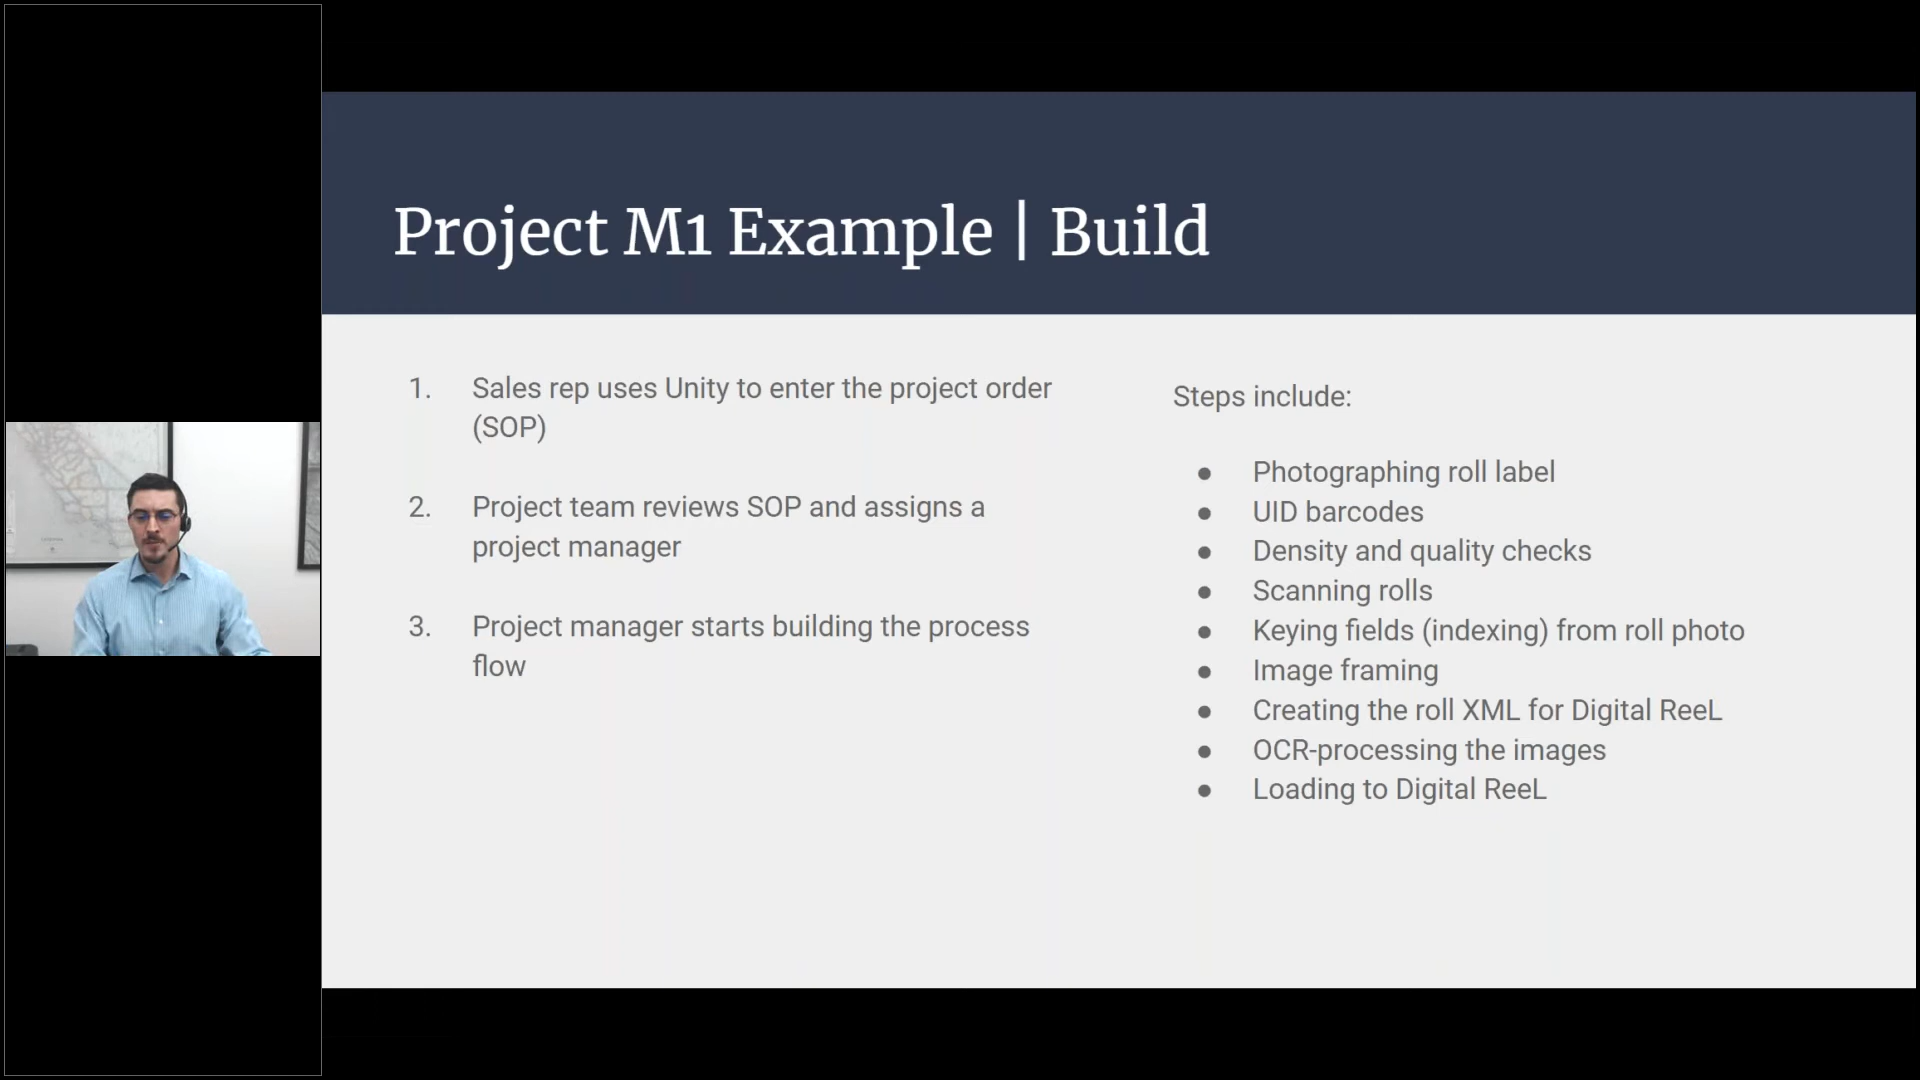 Project M1 Example | Build
1. Sales rep uses Unity to enter the project order
(SOP)
2. Project team reviews SOP and assigns a
project manager
3. Project manager starts building the process
flow
Steps include:
● Photographing roll label
● UID barcodes
● Density and quality checks
● Scanning rolls
● Keying fields (indexing) from roll photo
● Image framing
● Creating the roll XML for Digital ReeL
● OCR-processing the images
● Loading to Digital ReeL